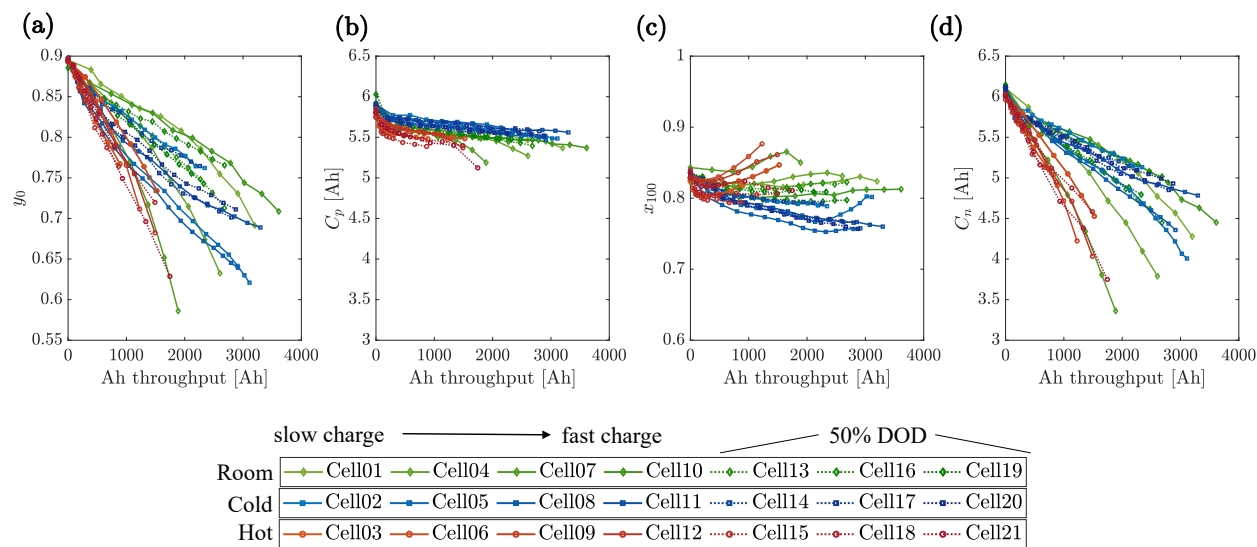 (a) (b) (c) (d)
0.9 0.85 0.8 0.75 0.7 0.65 0.6 0.55
y0
0 1000 2000 3000 4000
Ah throughput [Ah]
6.5 6 5.5 5 4.5 4 3.5 3
Cp [Ah]
0 1000 2000 3000 4000
Ah throughput [Ah]
1 0.9 0.8 0.7 0.6
x100
0 1000 2000 3000 4000
Ah throughput [Ah]
6.5 6 5.5 5 4.5 4 3.5 3
Cn [Ah]
0 1000 2000 3000 4000
Ah throughput [Ah]
slow charge fast charge 50% DOD
Room Cell01 Cell04 Cell07 Cell10 Cell13 Cell16 Cell19
Cold Cell02 Cell05 Cell08 Cell11 Cell14 Cell17 Cell20
Hot Cell03 Cell06 Cell09 Cell12 Cell15 Cell18 Cell21